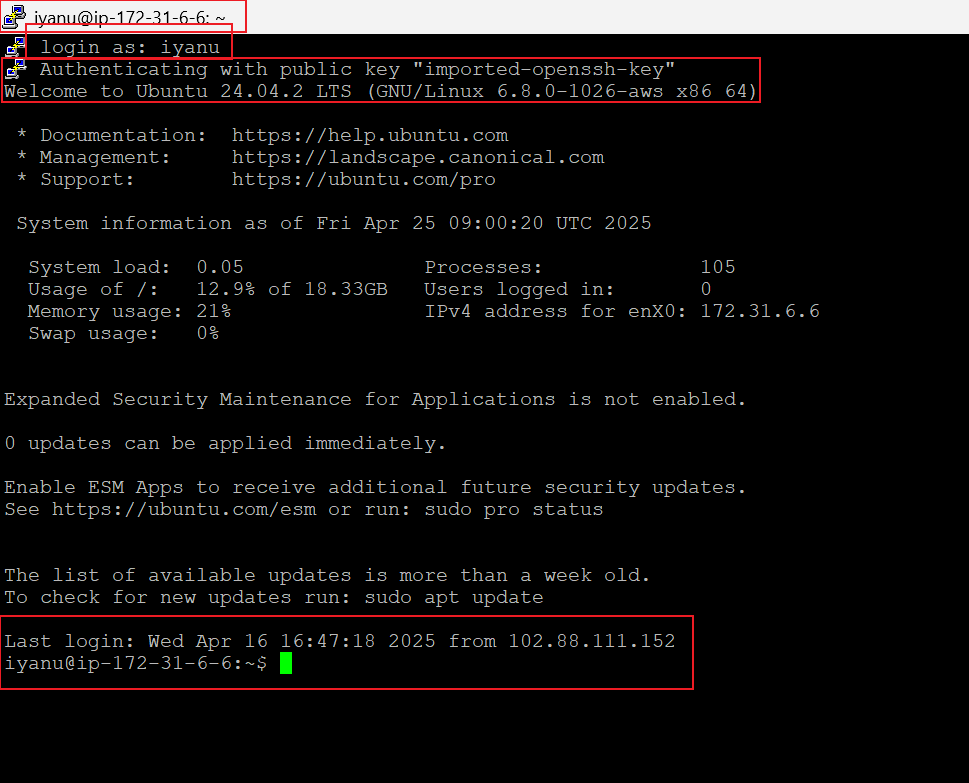 iyanu@ip-172-31-6-6: ~
login as: iyanu
Authenticating with public key "imported-openssh-key"
Welcome to Ubuntu 24.04.2 LTS (GNU/Linux 6.8.0-1026-aws x86_64)
* Documentation:  https://help.ubuntu.com
* Management:     https://landscape.canonical.com
* Support:        https://ubuntu.com/pro
System information as of Fri Apr 25 09:00:20 UTC 2025
System load:  0.05               Processes:             105
Usage of /:   12.9% of 18.33GB   Users logged in:       0
Memory usage: 21%                IPv4 address for enX0: 172.31.6.6
Swap usage:   0%
Expanded Security Maintenance for Applications is not enabled.
0 updates can be applied immediately.
Enable ESM Apps to receive additional future security updates.
See https://ubuntu.com/esm or run: sudo pro status
The list of available updates is more than a week old.
To check for new updates run: sudo apt update
Last login: Wed Apr 16 16:47:18 2025 from 102.88.111.152
iyanu@ip-172-31-6-6:~$